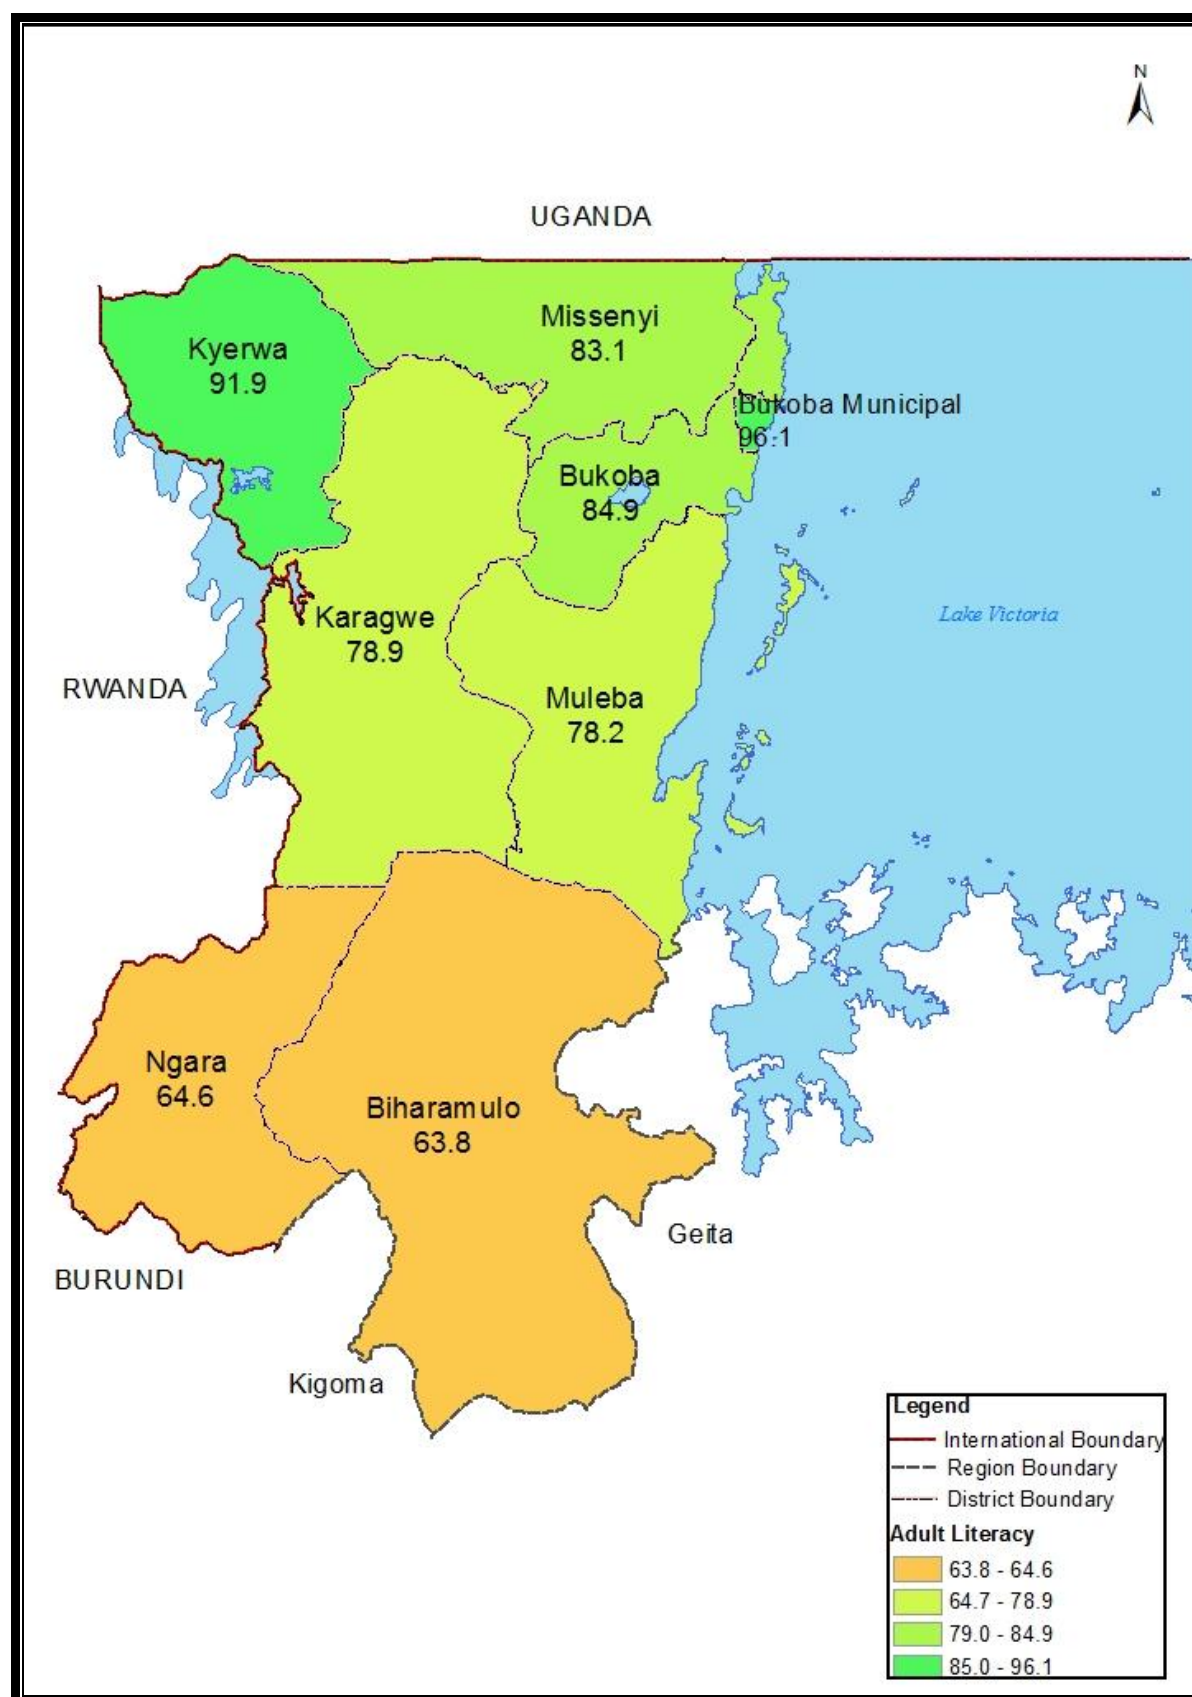 N
UGANDA
Missenyi
83.1
Kyerwa
91.9
Bukoba Municipal
96.1
Bukoba
84.9
Lake Victoria
Karagwe
78.9
RWANDA
Muleba
78.2
Ngara
64.6
Biharamulo
63.8
Geita
BURUNDI
Kigoma
Legend
International Boundary
Region Boundary
District Boundary
Adult Literacy
63.8 - 64.6
64.7 - 78.9
79.0 - 84.9
85.0 - 96.1